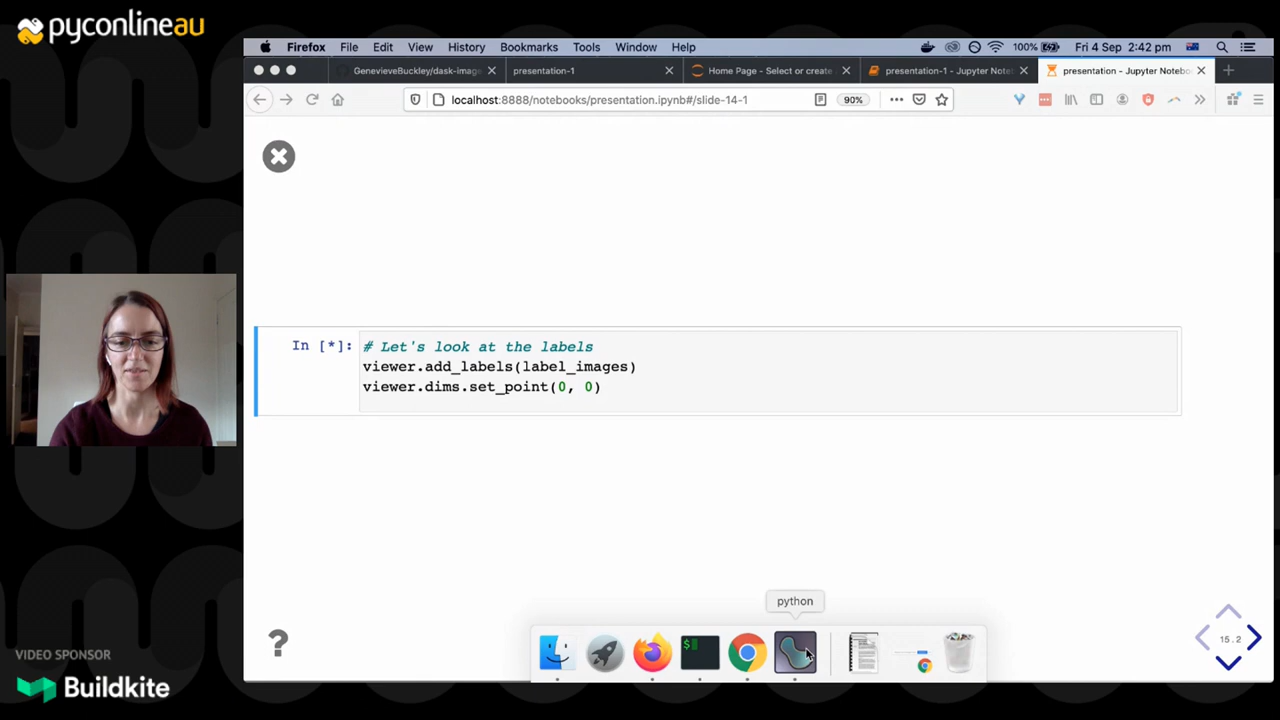 pyconlineau
Firefox File Edit View History Bookmarks Tools Window Help
100% Fri 4 Sep 2:42 pm
GenevieveBuckley/dask-image
presentation-1
Home Page - Select or create
presentation-1 - Jupyter Note
presentation - Jupyter Notebo
localhost:8888/notebooks/presentation.ipynb#/slide-14-1
90%
In [*]:
# Let's look at the labels
viewer.add_labels(label_images)
viewer.dims.set_point(0, 0)
python
?
15.2
VIDEO SPONSOR
Buildkite